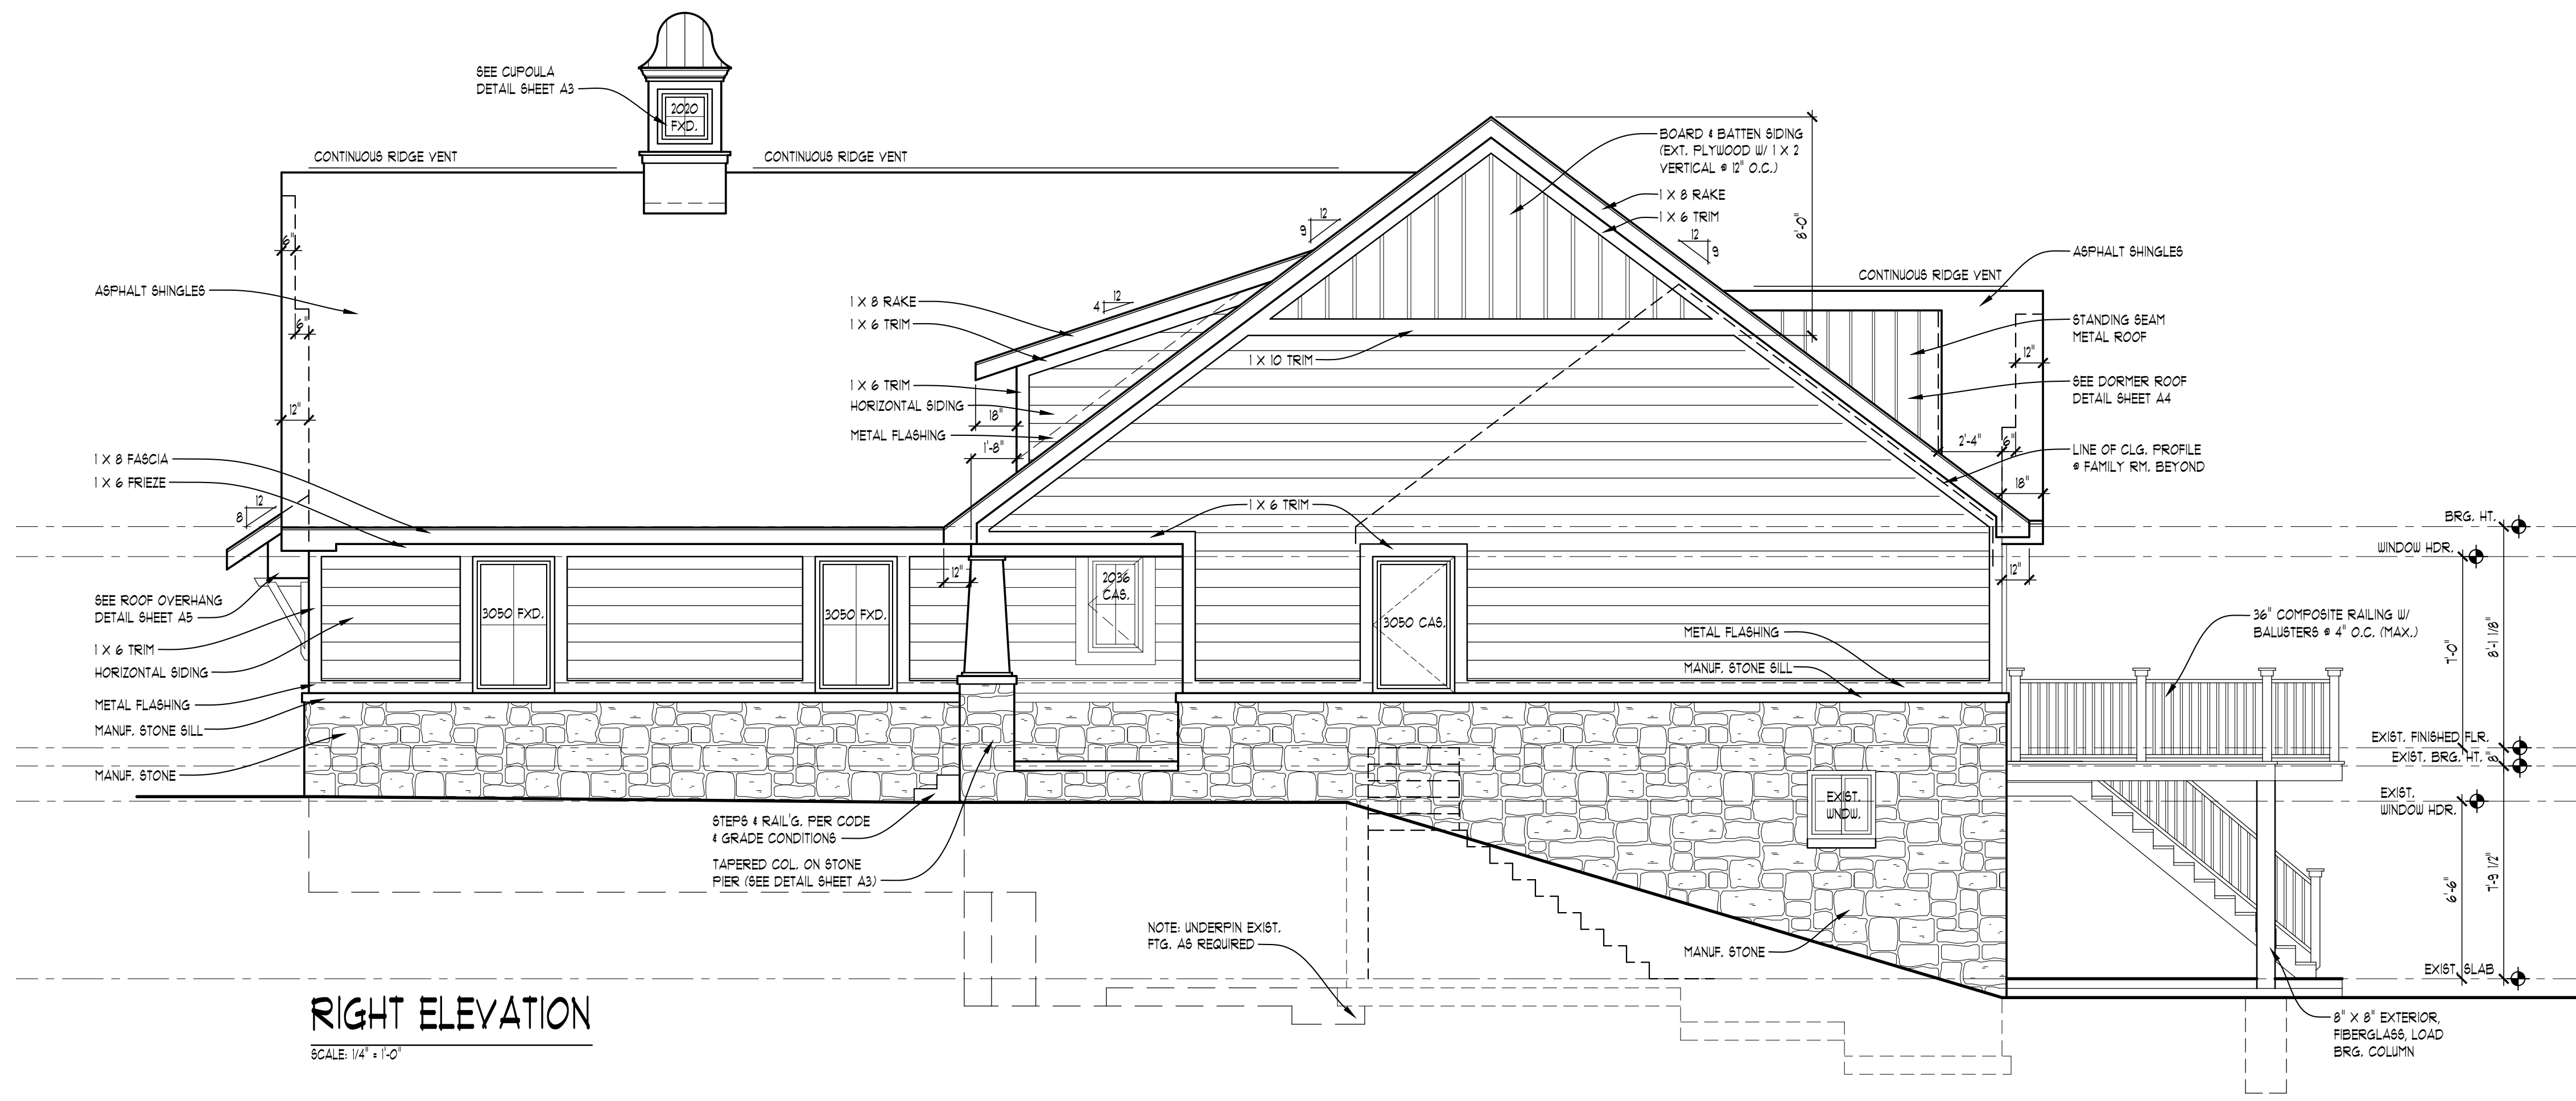 SEE CUPOULA
DETAIL SHEET A3
2020
FXD.
CONTINUOUS RIDGE VENT
CONTINUOUS RIDGE VENT
BOARD & BATTEN SIDING
(EXT. PLYWOOD W/ 1 X 2
VERTICAL @ 12" O.C.)
1 X 8 RAKE
1 X 6 TRIM
12
9
12
9
8'-0"
6"
ASPHALT SHINGLES
6"
12"
ASPHALT SHINGLES
CONTINUOUS RIDGE VENT
12
4
1 X 8 RAKE
1 X 6 TRIM
1 X 10 TRIM
STANDING SEAM
METAL ROOF
12"
SEE DORMER ROOF
DETAIL SHEET A4
1 X 6 TRIM
HORIZONTAL SIDING
18"
METAL FLASHING
1'-8"
2'-4"
6"
LINE OF CLG. PROFILE
@ FAMILY RM. BEYOND
18"
1 X 8 FASCIA
1 X 6 FRIEZE
12
8
1 X 6 TRIM
BRG. HT.
WINDOW HDR.
12"
12"
SEE ROOF OVERHANG
DETAIL SHEET A5
1 X 6 TRIM
HORIZONTAL SIDING
METAL FLASHING
MANUF. STONE SILL
MANUF. STONE
3050 FXD.
3050 FXD.
2036
CAS.
3050 CAS.
METAL FLASHING
MANUF. STONE SILL
36" COMPOSITE RAILING W/
BALUSTERS @ 4" O.C. (MAX.)
7'-0"
8'-1 1/8"
EXIST. FINISHED FLR.
EXIST. BRG. HT.
8"
EXIST.
WINDOW HDR.
EXIST.
WNDW.
STEPS & RAIL'G. PER CODE
& GRADE CONDITIONS
TAPERED COL. ON STONE
PIER (SEE DETAIL SHEET A3)
6'-6"
7'-9 1/2"
NOTE: UNDERPIN EXIST.
FTG. AS REQUIRED
MANUF. STONE
EXIST. SLAB
8" X 8" EXTERIOR,
FIBERGLASS, LOAD
BRG. COLUMN
RIGHT ELEVATION
SCALE: 1/4" = 1'-0"